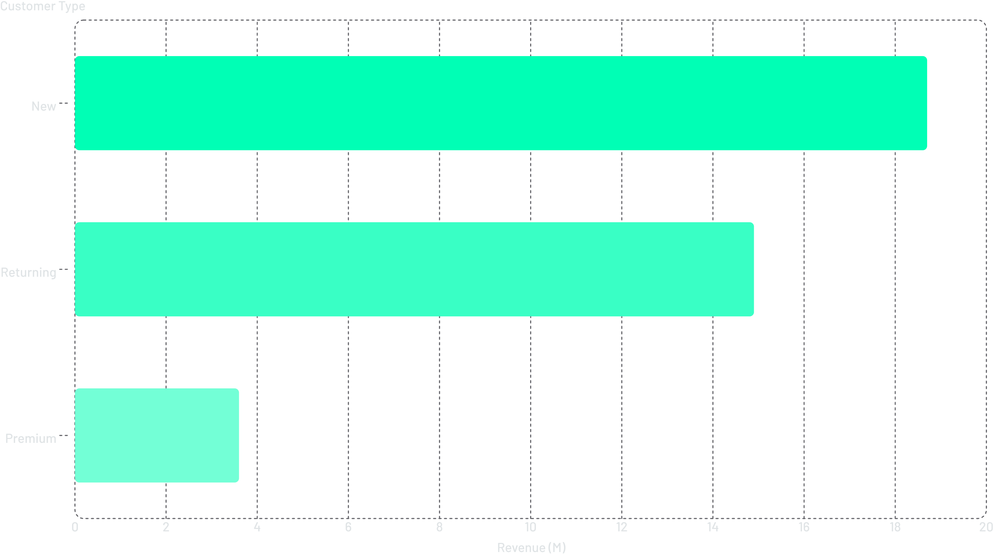 Customer Type
New
Returning
Premium
0 2 4 6 8 10 12 14 16 18 20
Revenue (M)